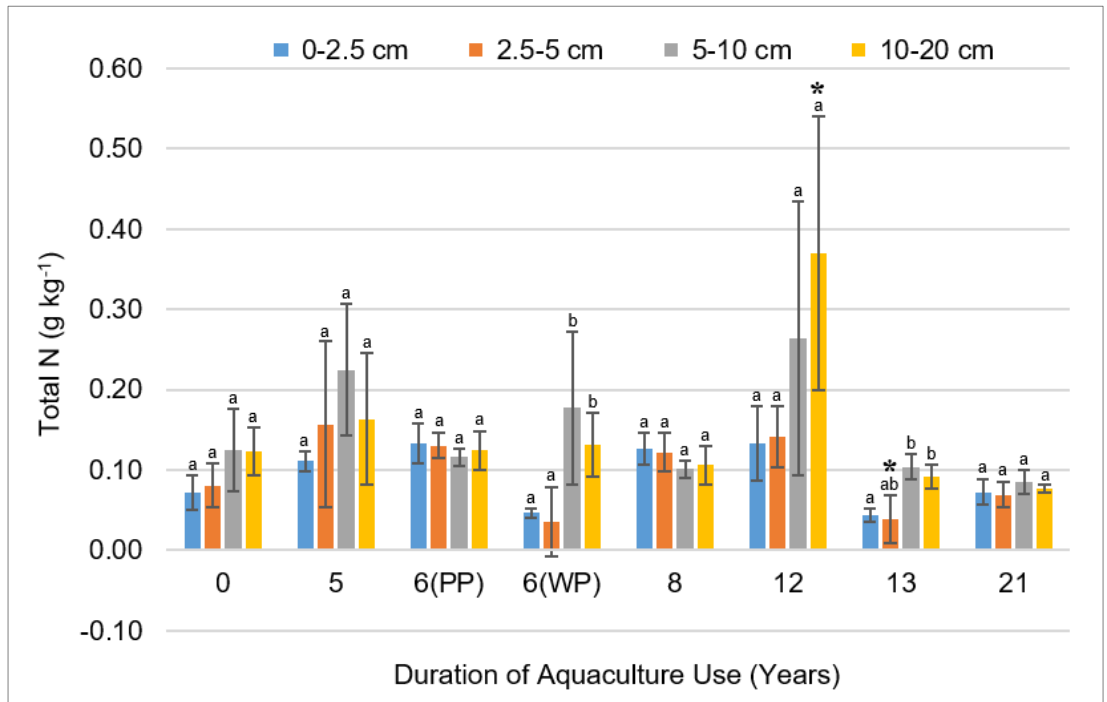 0-2.5 cm 2.5-5 cm 5-10 cm 10-20 cm
0.60
0.50
0.40
0.30
0.20
0.10
0.00
-0.10
Total N (g kg⁻¹)
a a a a
a a a a
a a a a
a a b b
a a a a
a a a * a
a * ab b b
a a a a
0 5 6(PP) 6(WP) 8 12 13 21
Duration of Aquaculture Use (Years)